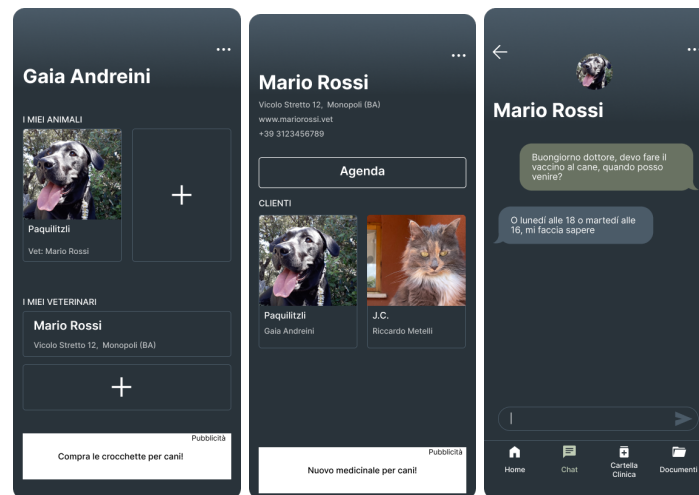 Gaia Andreini
I MIEI ANIMALI
Paquilitzli
Vet: Mario Rossi
I MIEI VETERINARI
Mario Rossi
Vicolo Stretto 12, Monopoli (BA)
Pubblicità
Compra le crocchette per cani!
Mario Rossi
Vicolo Stretto 12, Monopoli (BA)
www.mariorossi.vet
+39 3123456789
Agenda
CLIENTI
Paquilitzli
Gaia Andreini
J.C.
Riccardo Metelli
Pubblicità
Nuovo medicinale per cani!
Mario Rossi
Buongiorno dottore, devo fare il
vaccino al cane, quando posso
venire?
O lunedí alle 18 o martedí alle
16, mi faccia sapere
Home
Chat
Cartella
Clinica
Documenti